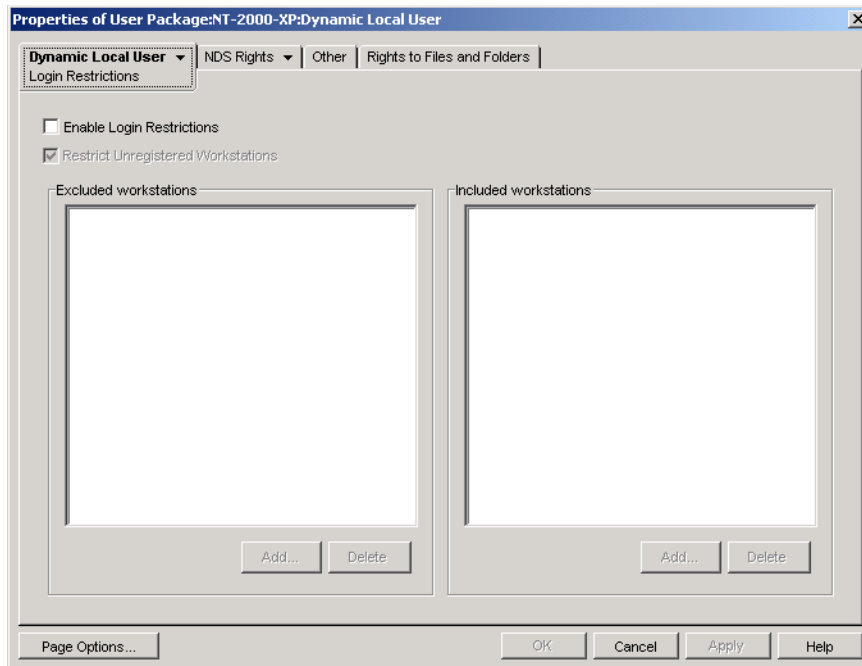 Properties of User Package:NT-2000-XP:Dynamic Local User
Dynamic Local User NDS Rights Other Rights to Files and Folders
Login Restrictions
Enable Login Restrictions
Restrict Unregistered Workstations
Excluded workstations Included workstations
Add... Delete Add... Delete
Page Options... OK Cancel Apply Help